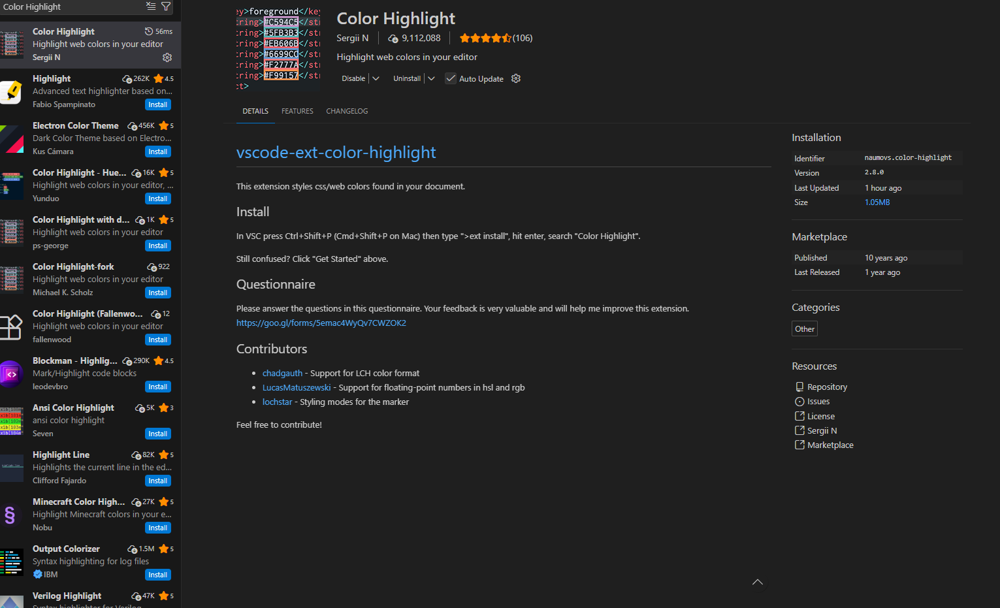 Color Highlight
Color Highlight 56ms
Highlight web colors in your editor
Sergii N
Highlight 262K 4.5
Advanced text highlighter based on...
Fabio Spampinato Install
Electron Color Theme 456K 5
Dark Color Theme based on Electro...
Kus Cámara Install
Color Highlight - Hue... 16K 5
Highlight web colors in your editor, ...
Yunduo Install
Color Highlight with d... 1K 5
Highlight web colors in your editor
ps-george Install
Color Highlight-fork 922
Highlight web colors in your editor
Michael K. Scholz Install
Color Highlight (Fallenwo... 12
Highlight web colors in your editor
fallenwood Install
Blockman - Highlig... 290K 4.5
Mark/Highlight code blocks
leodevbro Install
Ansi Color Highlight 5K 3
ansi color highlight
Seven Install
Highlight Line 82K 5
Highlights the current line in the ed...
Clifford Fajardo Install
Minecraft Color High... 27K 5
Highlight Minecraft colors in your e...
Nobu Install
Output Colorizer 1.5M 5
Syntax highlighting for log files
IBM Install
Verilog Highlight 47K 5
Syntax highlighter for Verilog
ey>foreground</key
ring>#C594C5</st
ring>#5FB3B3</st
ring>#EB606B</st
ring>#6699CC</st
ring>#F2777A</st
ring>#F99157</st
ct>
Color Highlight
Sergii N 9,112,088 (106)
Highlight web colors in your editor
Disable Uninstall Auto Update
DETAILS FEATURES CHANGELOG
vscode-ext-color-highlight
This extension styles css/web colors found in your document.
Install
In VSC press Ctrl+Shift+P (Cmd+Shift+P on Mac) then type ">ext install", hit enter, search "Color Highlight".
Still confused? Click "Get Started" above.
Questionnaire
Please answer the questions in this questionnaire. Your feedback is very valuable and will help me improve this extension.
https://goo.gl/forms/5emac4WyQv7CWZOK2
Contributors
• chadgauth - Support for LCH color format
• LucasMatuszewski - Support for floating-point numbers in hsl and rgb
• lochstar - Styling modes for the marker
Feel free to contribute!
Installation
Identifier naumovs.color-highlight
Version 2.8.0
Last Updated 1 hour ago
Size 1.05MB
Marketplace
Published 10 years ago
Last Released 1 year ago
Categories
Other
Resources
Repository
Issues
License
Sergii N
Marketplace